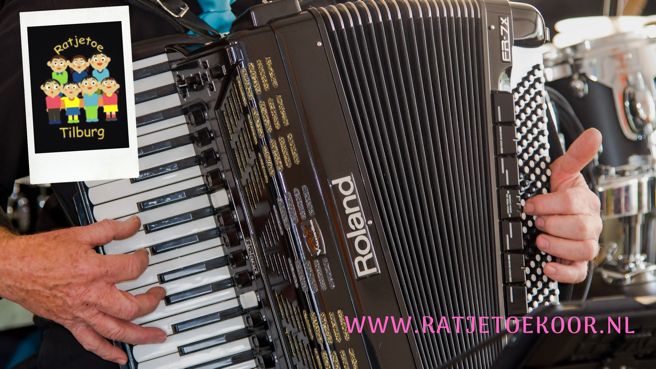 Ratjetoe
Tilburg
FR-7X
Roland
WWW.RATJETOEKOOR.NL